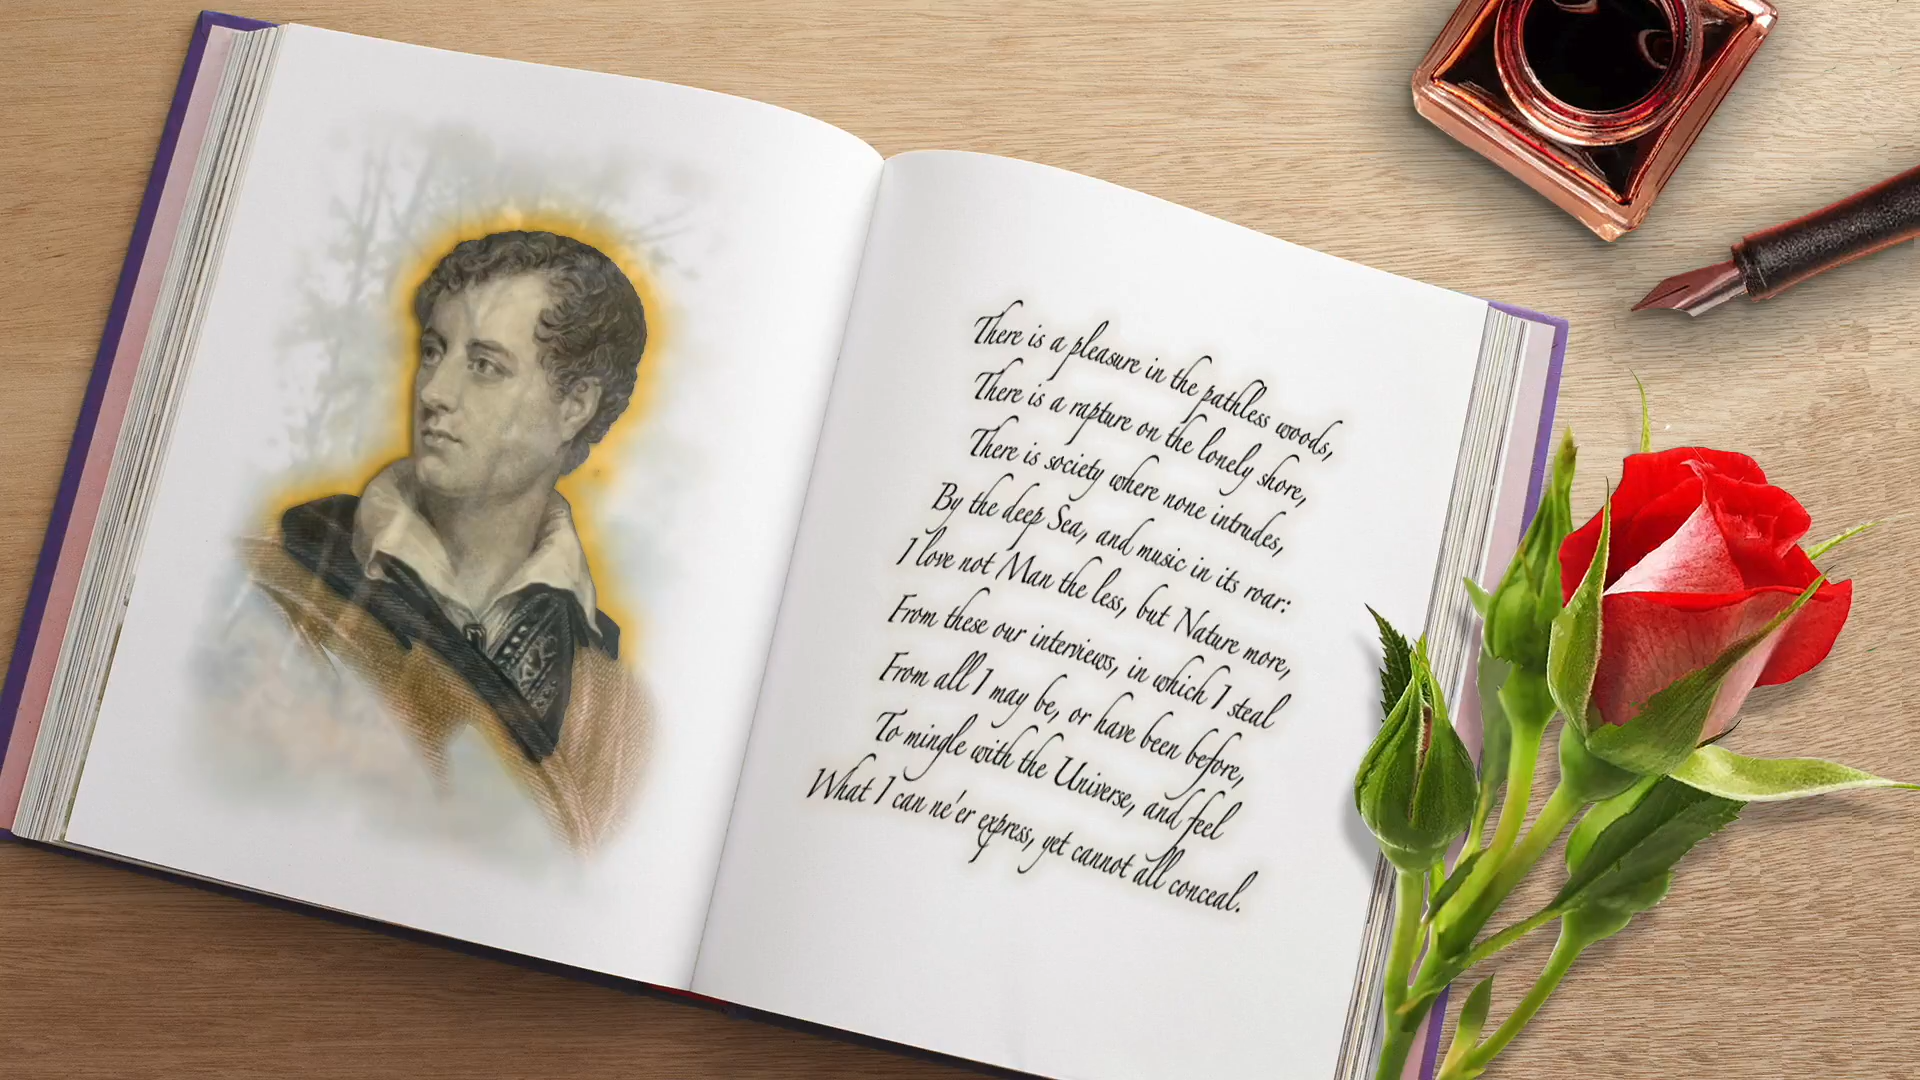 There is a pleasure in the pathless woods,
There is a rapture on the lonely shore,
There is society where none intrudes,
By the deep Sea, and music in its roar:
I love not Man the less, but Nature more,
From these our interviews, in which I steal
From all I may be, or have been before,
To mingle with the Universe, and feel
What I can ne'er express, yet cannot all conceal.